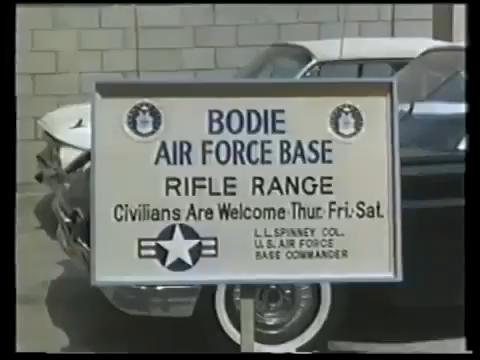 BODIE
AIR FORCE BASE
RIFLE RANGE
Civilians Are Welcome·Thur.·Fri.·Sat.
L.L.SPINNEY COL.
U.S.AIR FORCE
BASE COMMANDER